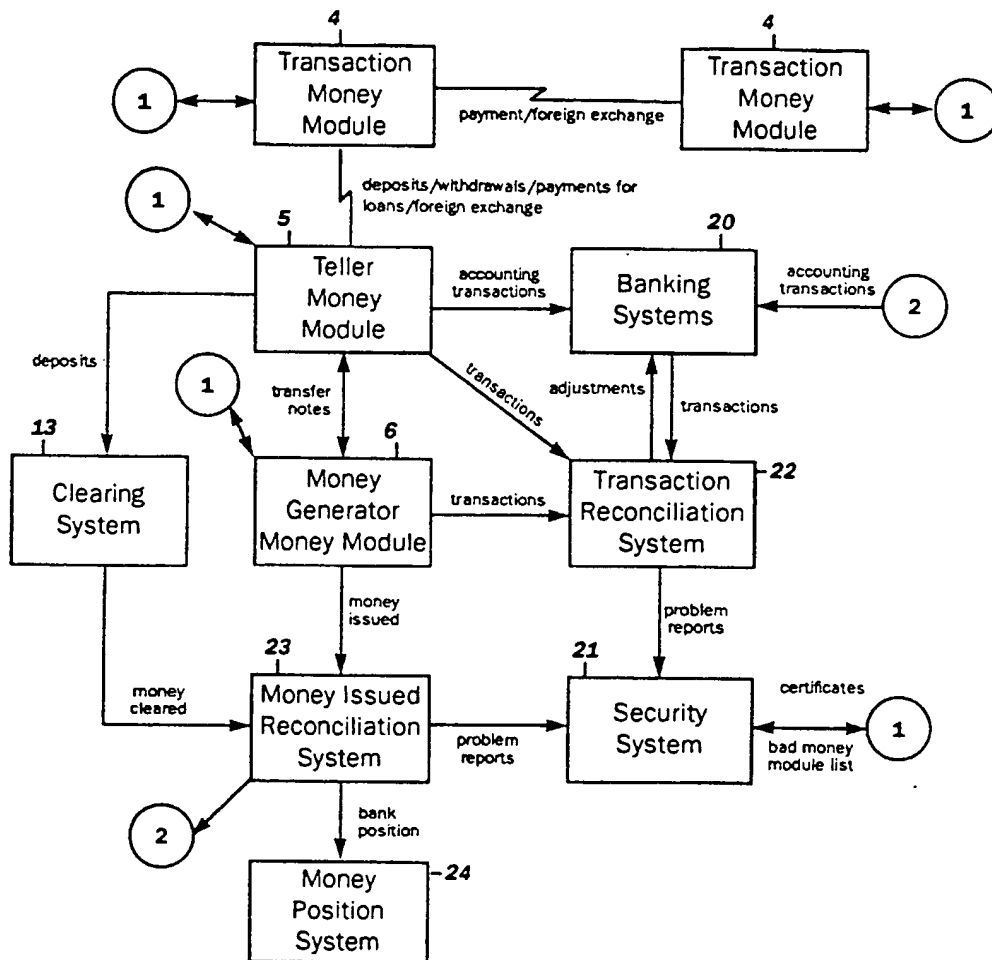 4
4
Transaction
Money
Module
Transaction
Money
Module
1
1
payment/foreign exchange
deposits/withdrawals/payments for
loans/foreign exchange
1
5
20
Teller
Money
Module
accounting
transactions
Banking
Systems
accounting
transactions
2
deposits
1
transfer
notes
transactions
adjustments
transactions
13
6
22
Clearing
System
Money
Generator
Money Module
transactions
Transaction
Reconciliation
System
money
issued
problem
reports
23
21
money
cleared
Money Issued
Reconciliation
System
problem
reports
Security
System
certificates
bad money
module list
1
2
bank
position
24
Money
Position
System